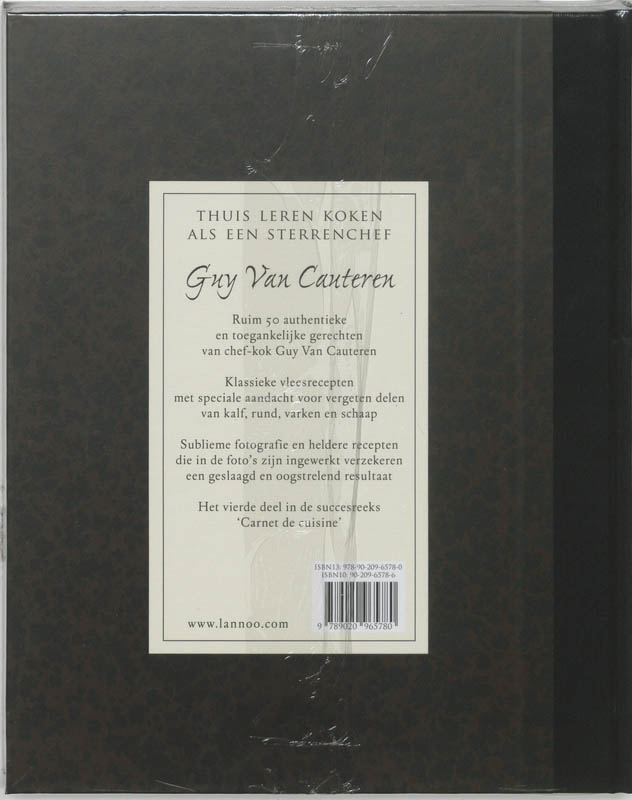 THUIS LEREN KOKEN
ALS EEN STERRENCHEF
Guy Van Cauteren
Ruim 50 authentieke
en toegankelijke gerechten
van chef-kok Guy Van Cauteren
Klassieke vleesrecepten
met speciale aandacht voor vergeten delen
van kalf, rund, varken en schaap
Sublieme fotografie en heldere recepten
die in de foto's zijn ingewerkt verzekeren
een geslaagd en oogstrelend resultaat
Het vierde deel in de succesreeks
‘Carnet de cuisine’
ISBN13: 978-90-209-6578-0
ISBN10: 90-209-6578-6
www.lannoo.com
9 789020 965780